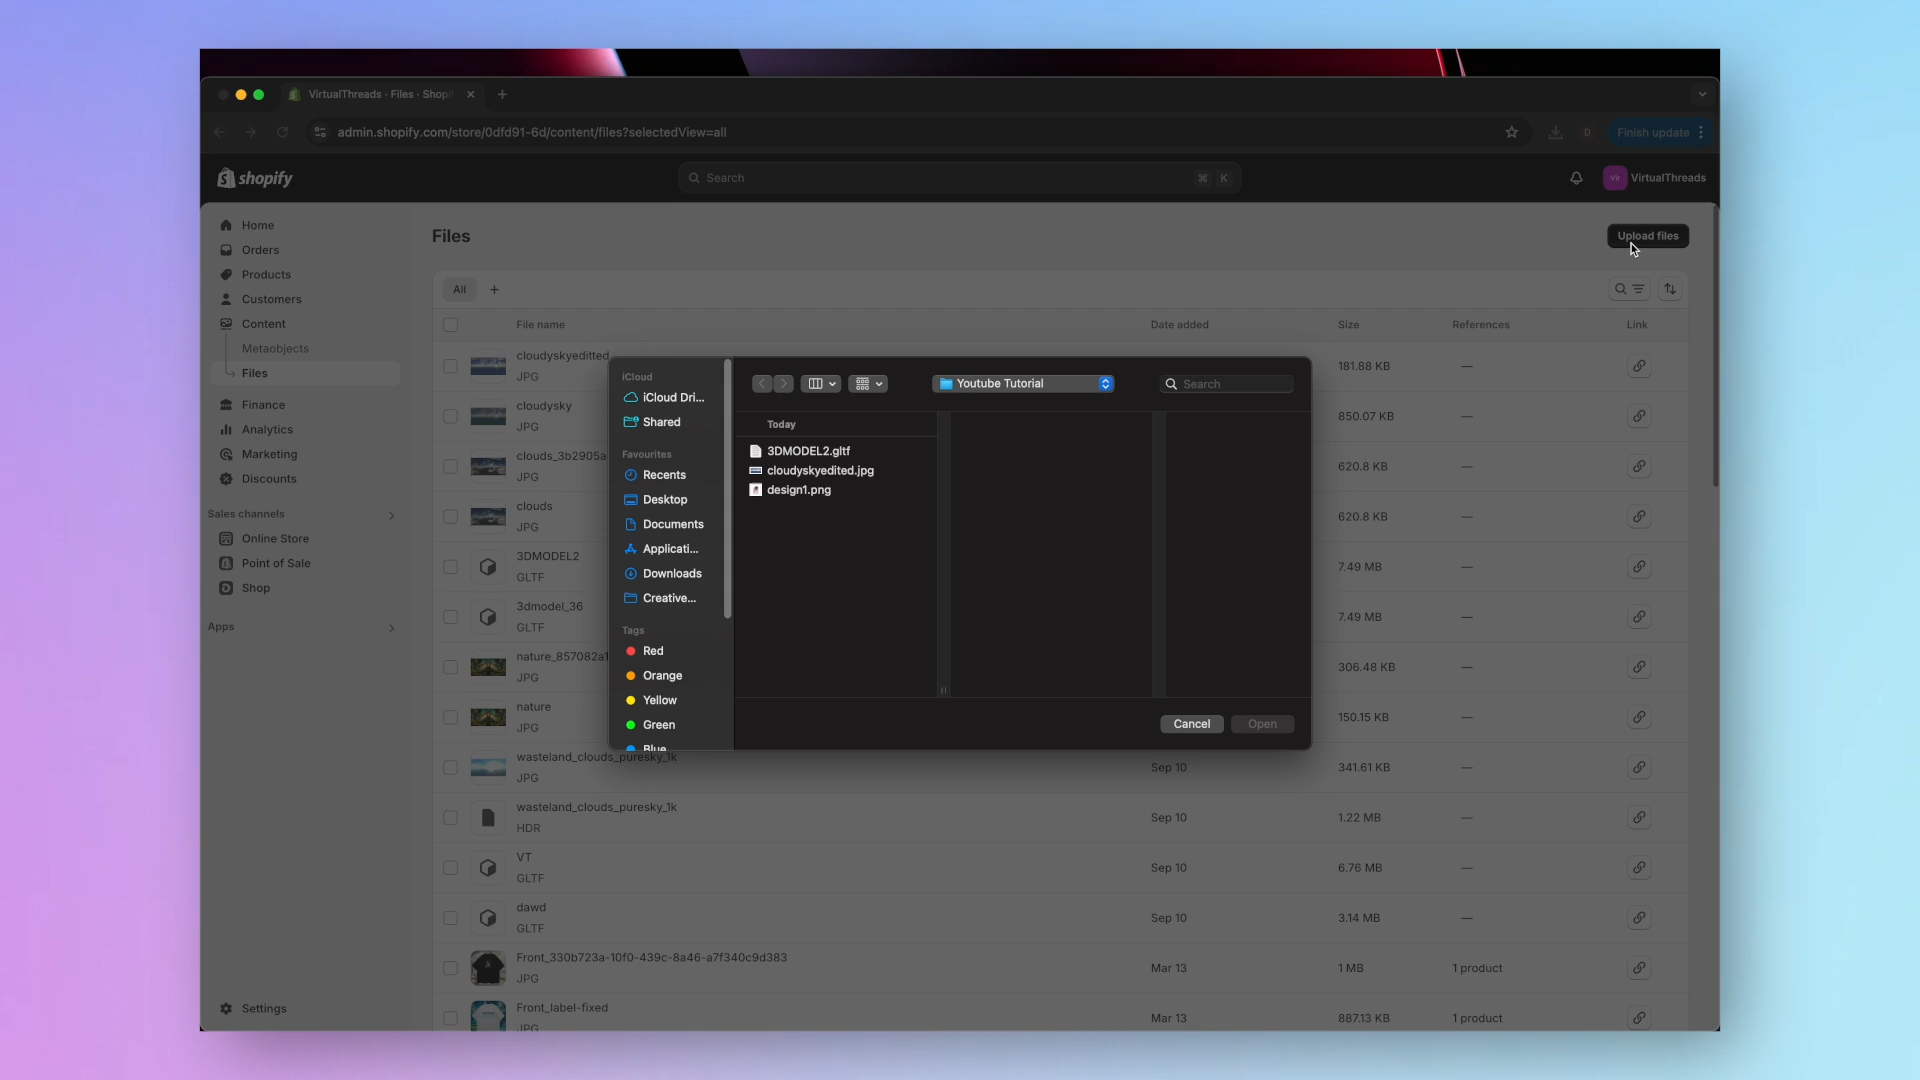 VirtualThreads · Files · Shopi
admin.shopify.com/store/0dfd91-6d/content/files?selectedView=all
D
Finish update
shopify
Search
⌘ K
Vir
VirtualThreads
Home
Orders
Products
Customers
Content
Metaobjects
Files
Finance
Analytics
Marketing
Discounts
Sales channels
Online Store
Point of Sale
Shop
Apps
Settings
Files
Upload files
All
File name Date added Size References Link
cloudyskyeditted
JPG
181.88 KB —
cloudysky
JPG
850.07 KB —
clouds_3b2905a
JPG
620.8 KB —
clouds
JPG
620.8 KB —
3DMODEL2
GLTF
7.49 MB —
3dmodel_36
GLTF
7.49 MB —
nature_857082a1
JPG
306.48 KB —
nature
JPG
150.15 KB —
wasteland_clouds_puresky_1k
JPG
Sep 10 341.61 KB —
wasteland_clouds_puresky_1k
HDR
Sep 10 1.22 MB —
VT
GLTF
Sep 10 6.76 MB —
dawd
GLTF
Sep 10 3.14 MB —
Front_330b723a-10f0-439c-8a46-a7f340c9d383
JPG
Mar 13 1 MB 1 product
Front_label-fixed
JPG
Mar 13 887.13 KB 1 product
iCloud
iCloud Dri...
Shared
Favourites
Recents
Desktop
Documents
Applicati...
Downloads
Creative...
Tags
Red
Orange
Yellow
Green
Blue
Youtube Tutorial
Search
Today
3DMODEL2.gltf
cloudyskyedited.jpg
design1.png
Cancel
Open